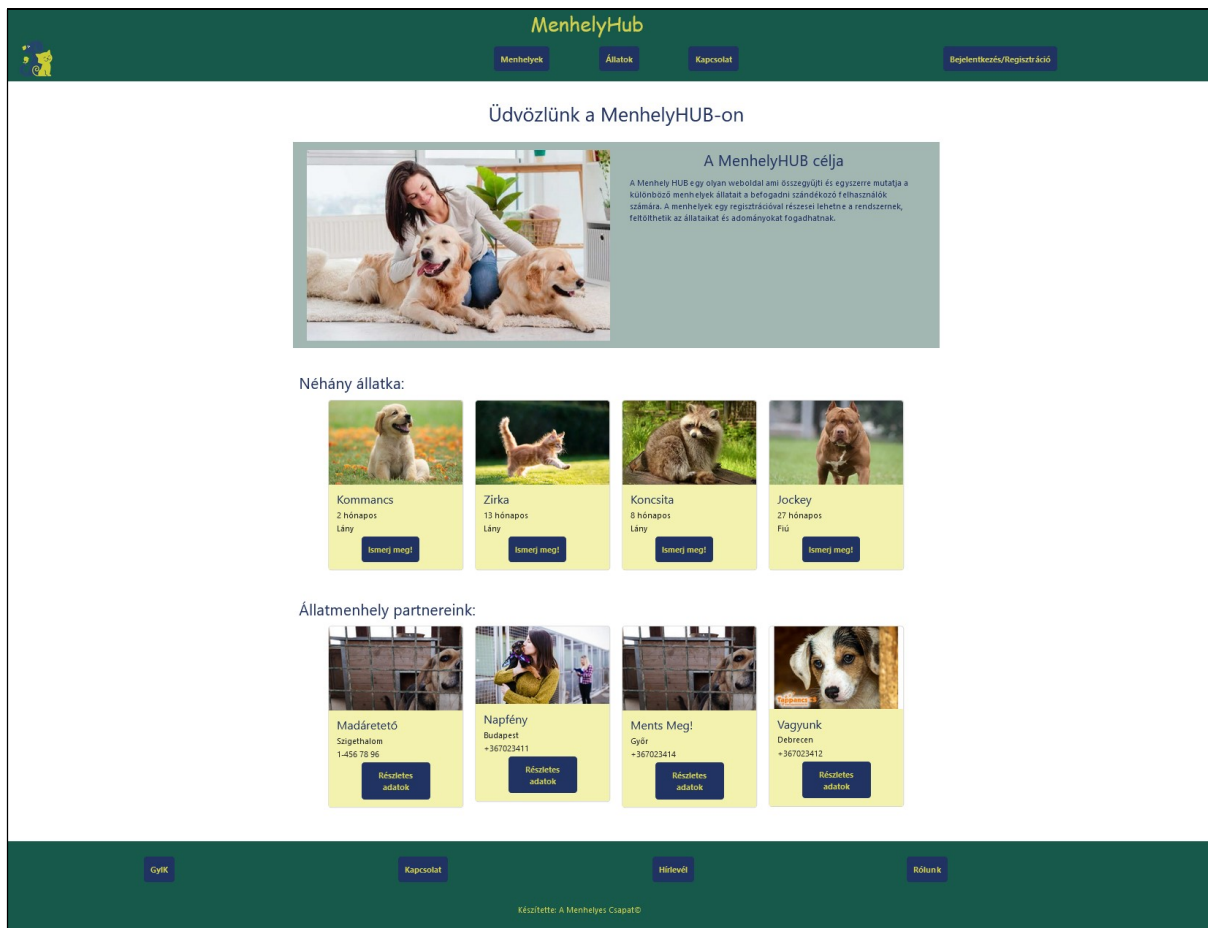 MenhelyHub
Menhelyek
Állatok
Kapcsolat
Bejelentkezés/Regisztráció
Üdvözlünk a MenhelyHUB-on
A MenhelyHUB célja
A Menhely HUB egy olyan weboldal ami összegyűjti és egyszerre mutatja a
különböző menhelyek állatait a befogadni szándékozó felhasználók
számára. A menhelyek egy regisztrációval részesei lehetne a rendszernek,
feltölthetik az állataikat és adományokat fogadhatnak.
Néhány állatka:
Kommancs
2 hónapos
Lány
Ismerj meg!
Zirka
13 hónapos
Lány
Ismerj meg!
Koncsita
8 hónapos
Lány
Ismerj meg!
Jockey
27 hónapos
Fiú
Ismerj meg!
Állatmenhely partnereink:
Madáretető
Szigethalom
1-456 78 96
Részletes
adatok
Napfény
Budapest
+367023411
Részletes
adatok
Ments Meg!
Győr
+367023414
Részletes
adatok
Vagyunk
Debrecen
+367023412
Részletes
adatok
GyIK
Kapcsolat
Hírlevél
Rólunk
Készítette: A Menhelyes Csapat©